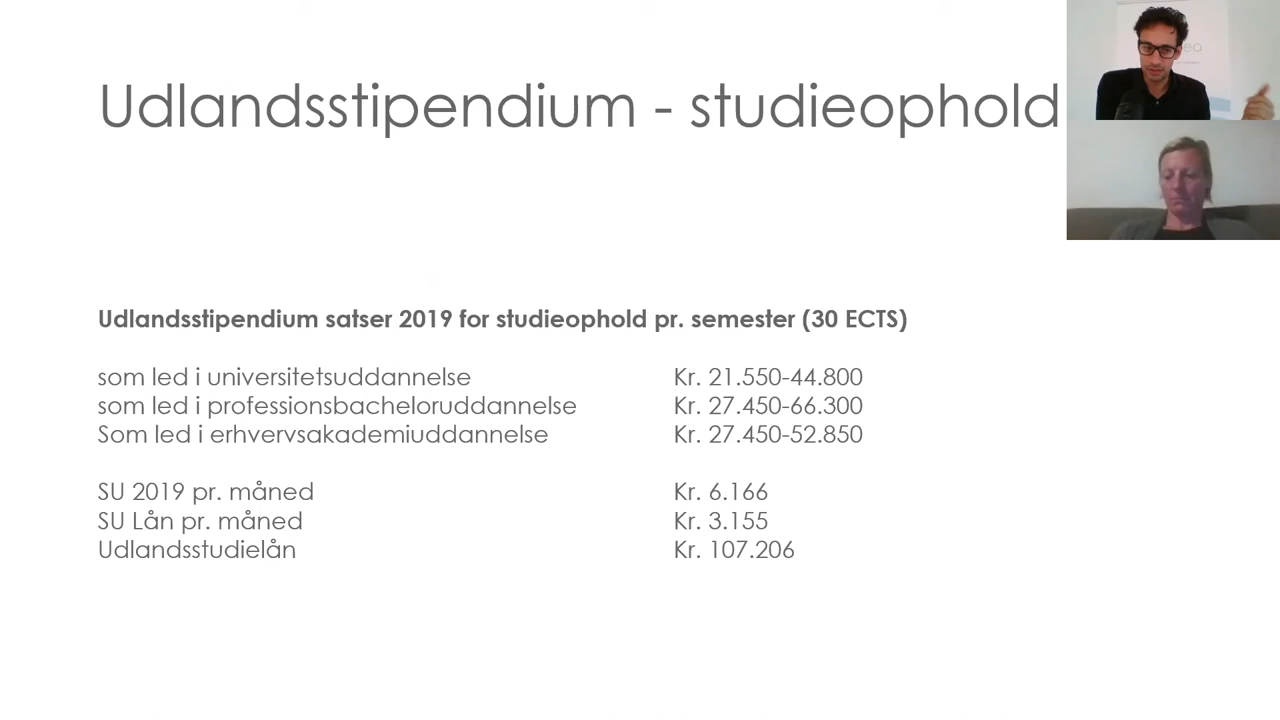 Udlandsstipendium - studieophold
Udlandsstipendium satser 2019 for studieophold pr. semester (30 ECTS)
som led i universitetsuddannelse Kr. 21.550-44.800
som led i professionsbacheloruddannelse Kr. 27.450-66.300
Som led i erhvervsakademiuddannelse Kr. 27.450-52.850
SU 2019 pr. måned Kr. 6.166
SU Lån pr. måned Kr. 3.155
Udlandsstudielån Kr. 107.206